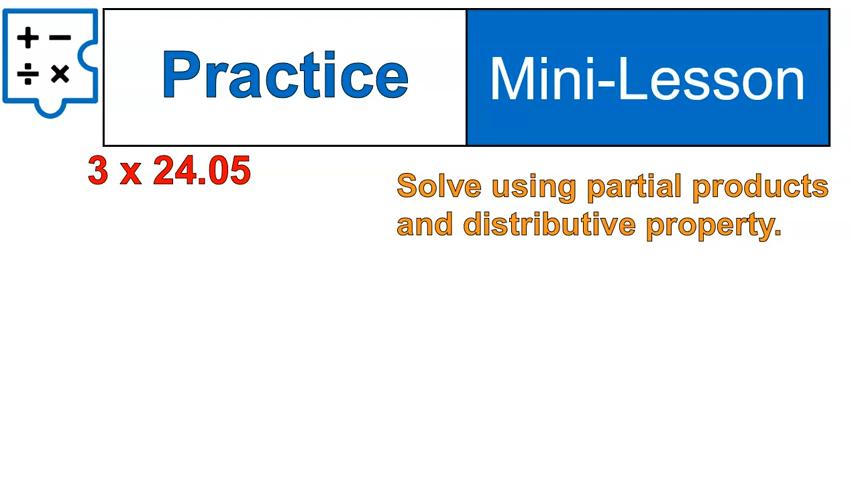 + −
÷ ×
Practice
Mini-Lesson
3 x 24.05
Solve using partial products
and distributive property.